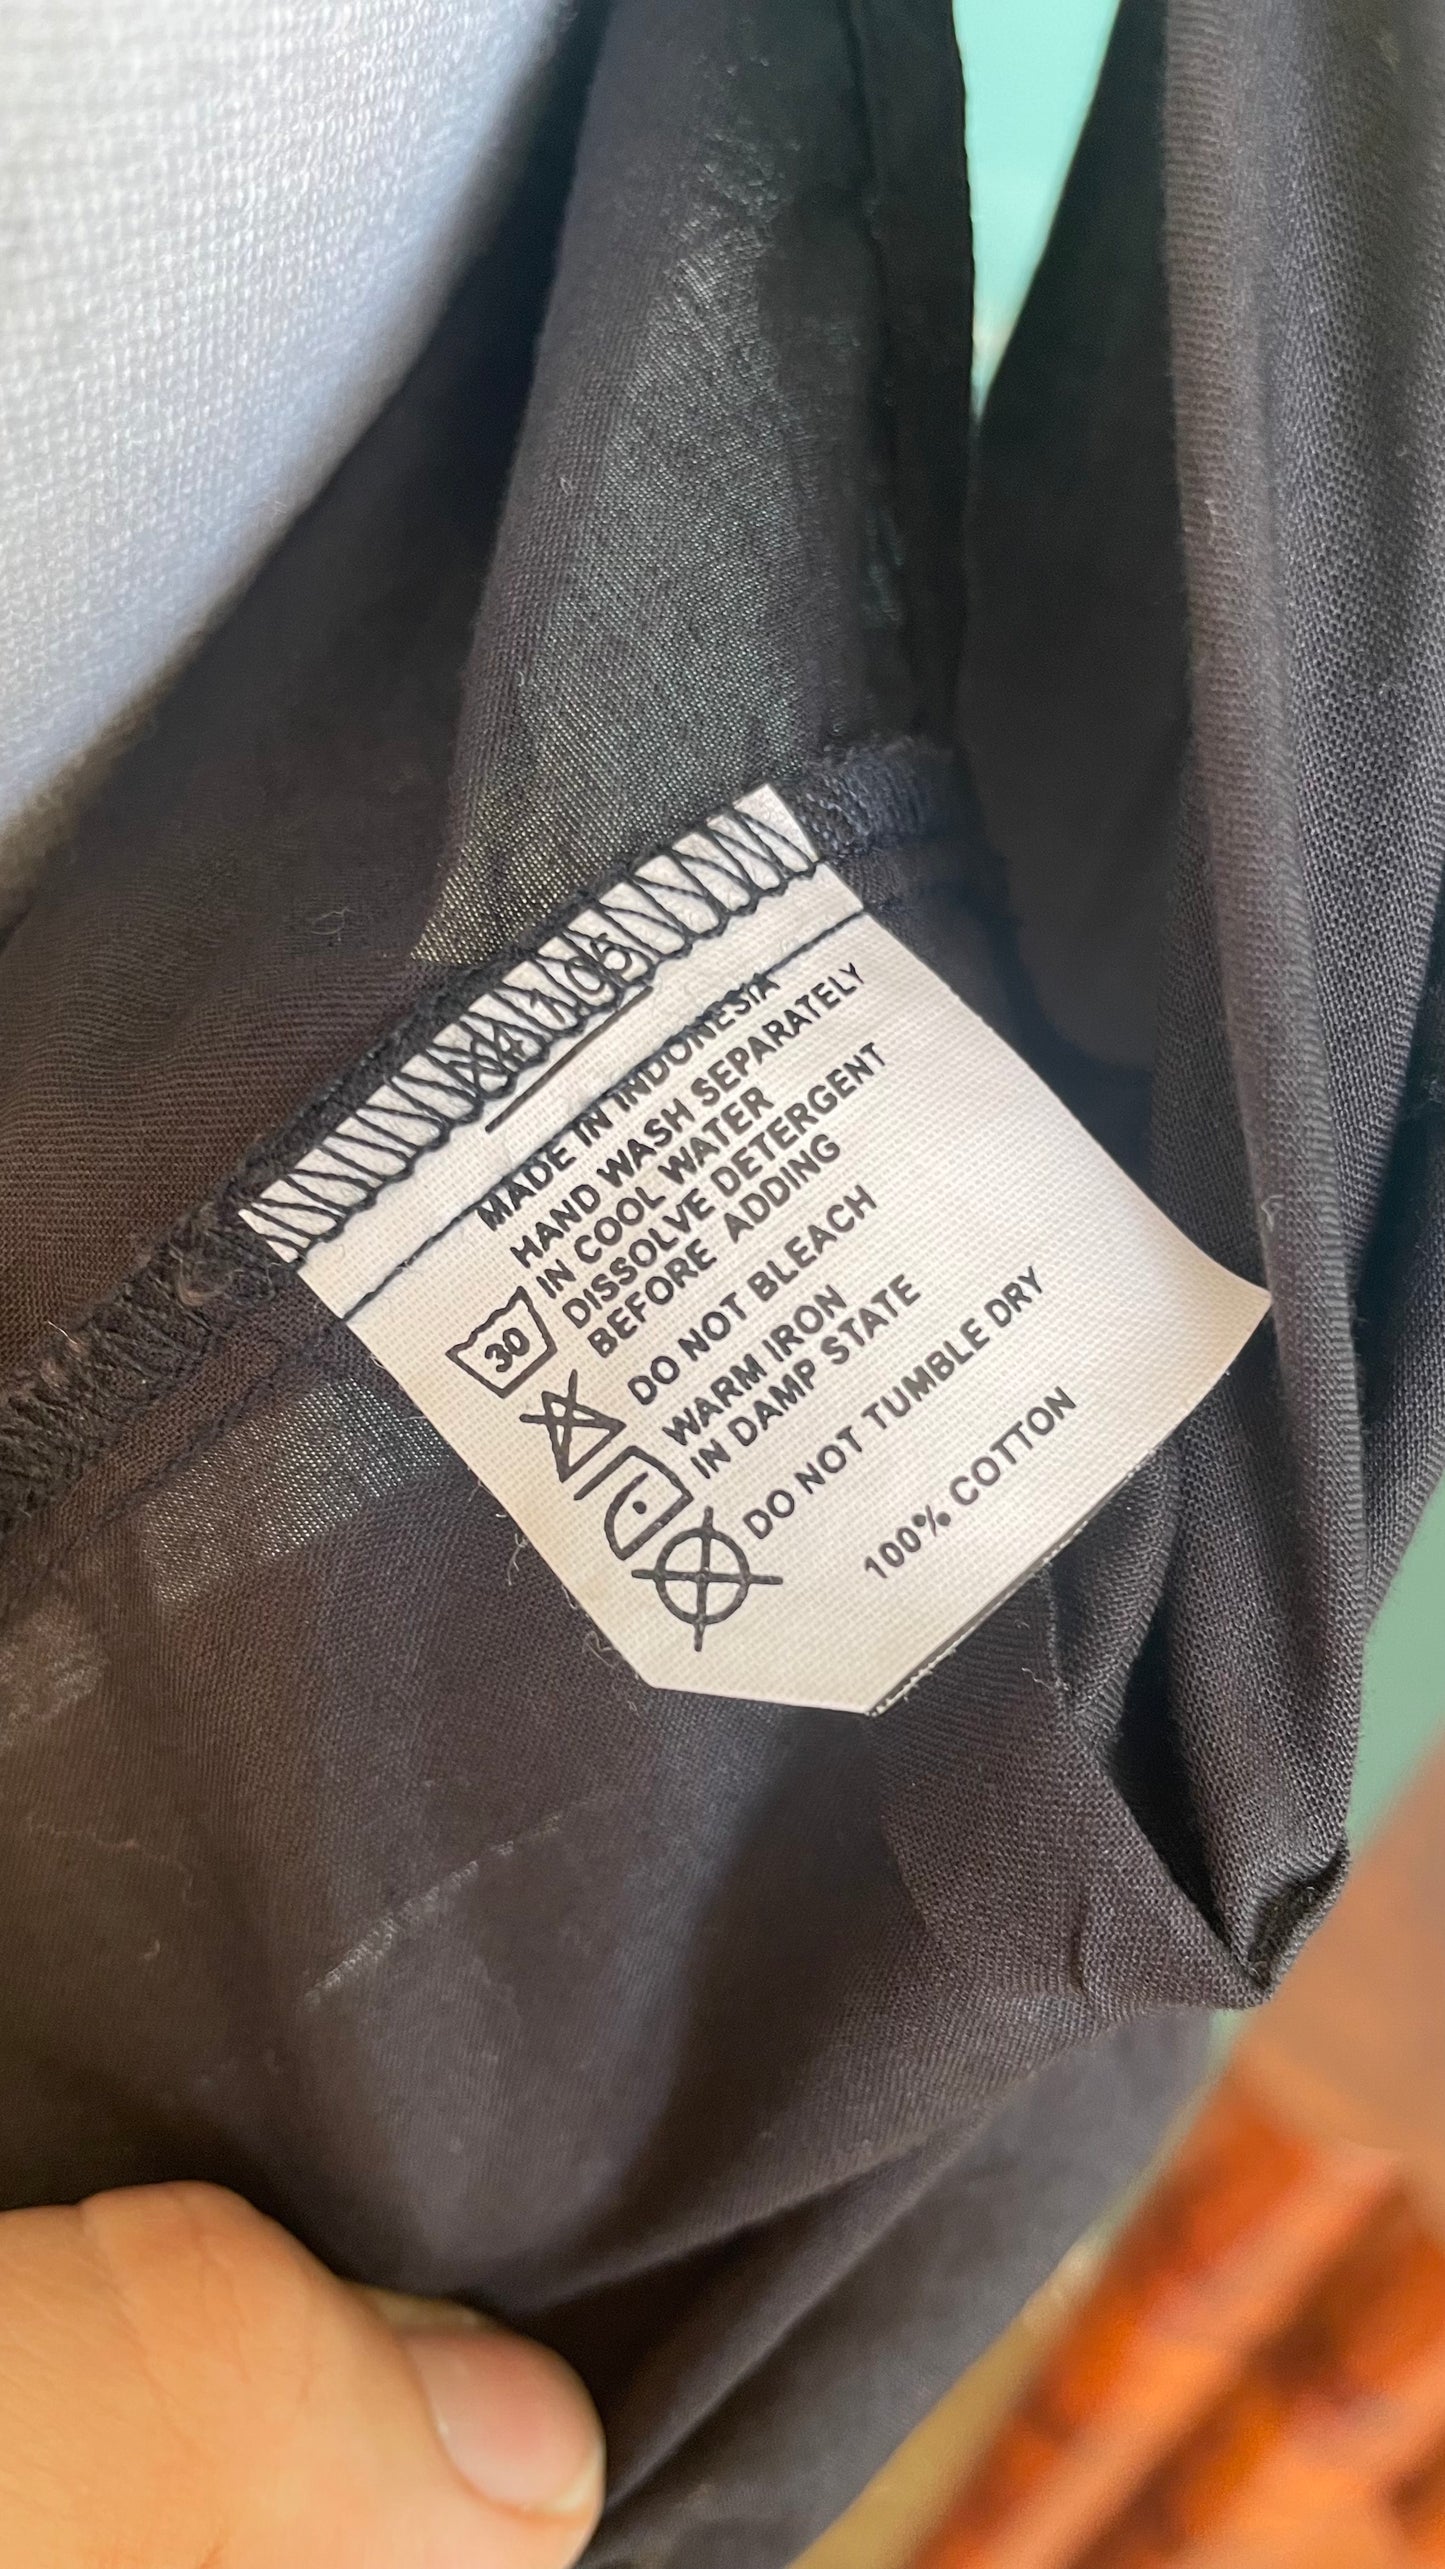 MADE IN INDONESIA
HAND WASH SEPARATELY
IN COOL WATER
DISSOLVE DETERGENT
BEFORE ADDING
30
DO NOT BLEACH
WARM IRON
IN DAMP STATE
DO NOT TUMBLE DRY
100% COTTON